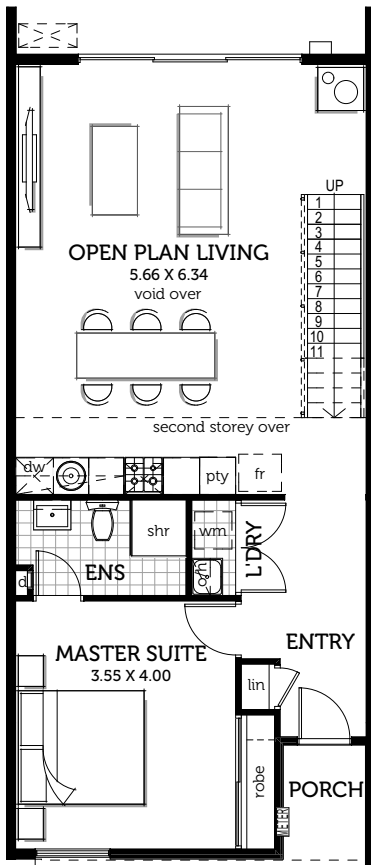 UP
1
2
3
4
5
6
7
8
9
10
11
OPEN PLAN LIVING
5.66 X 6.34
void over
second storey over
dw
pty
fr
shr
wm
L'DRY
d
ENS
ENTRY
MASTER SUITE
3.55 X 4.00
lin
robe
PORCH
METER